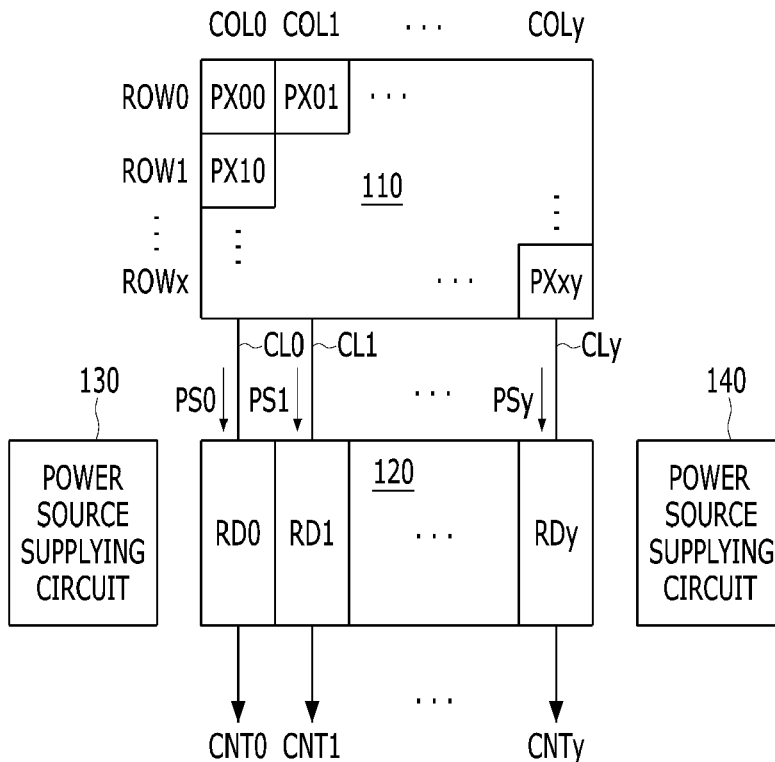 COL0 COL1 · · · COLy
ROW0 PX00 PX01 · · ·
ROW1 PX10
110
ROWx · · · PXxy
CL0 CL1 CLy
130 140
PS0 PS1 · · · PSy
POWER SOURCE SUPPLYING CIRCUIT
120
RD0 RD1 · · · RDy
POWER SOURCE SUPPLYING CIRCUIT
· · ·
CNT0 CNT1 CNTy